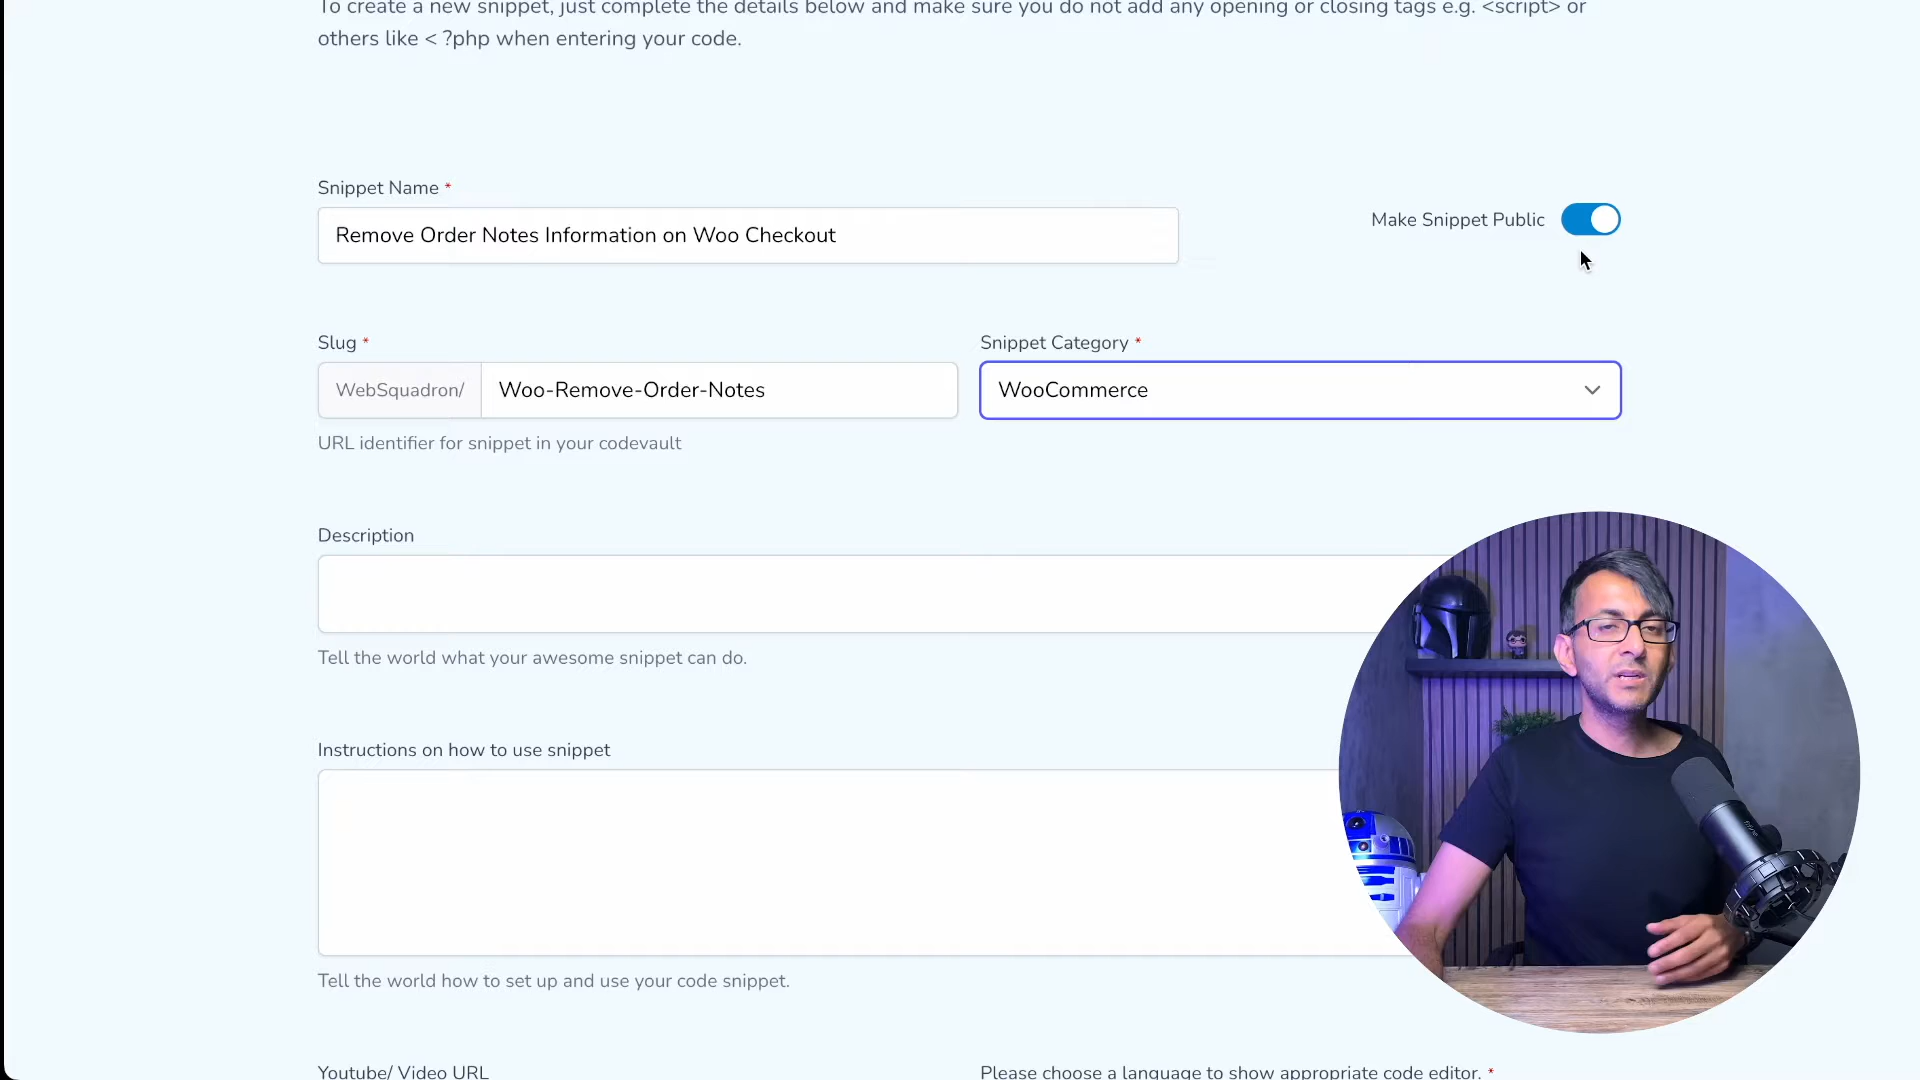 To create a new snippet, just complete the details below and make sure you do not add any opening or closing tags e.g. <script> or
others like < ?php when entering your code.
Snippet Name *
Make Snippet Public
Remove Order Notes Information on Woo Checkout
Slug *
Snippet Category *
WebSquadron/
Woo-Remove-Order-Notes
WooCommerce
URL identifier for snippet in your codevault
Description
Tell the world what your awesome snippet can do.
Instructions on how to use snippet
Tell the world how to set up and use your code snippet.
Youtube/ Video URL
Please choose a language to show appropriate code editor. *